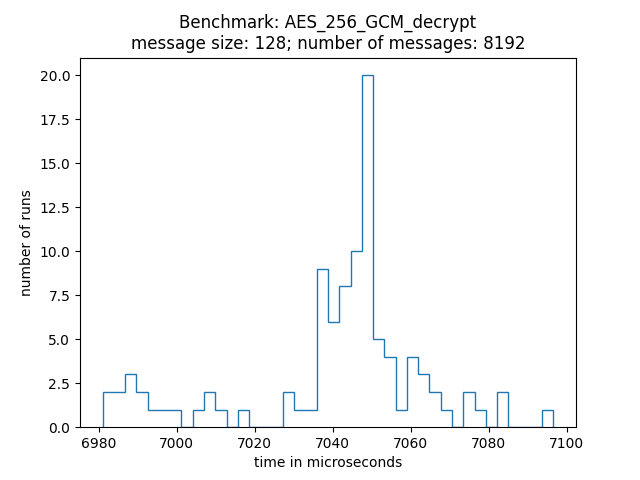 Benchmark: AES_256_GCM_decrypt
message size: 128; number of messages: 8192
20.0
17.5
15.0
12.5
10.0
7.5
5.0
2.5
0.0
number of runs
6980 7000 7020 7040 7060 7080 7100
time in microseconds